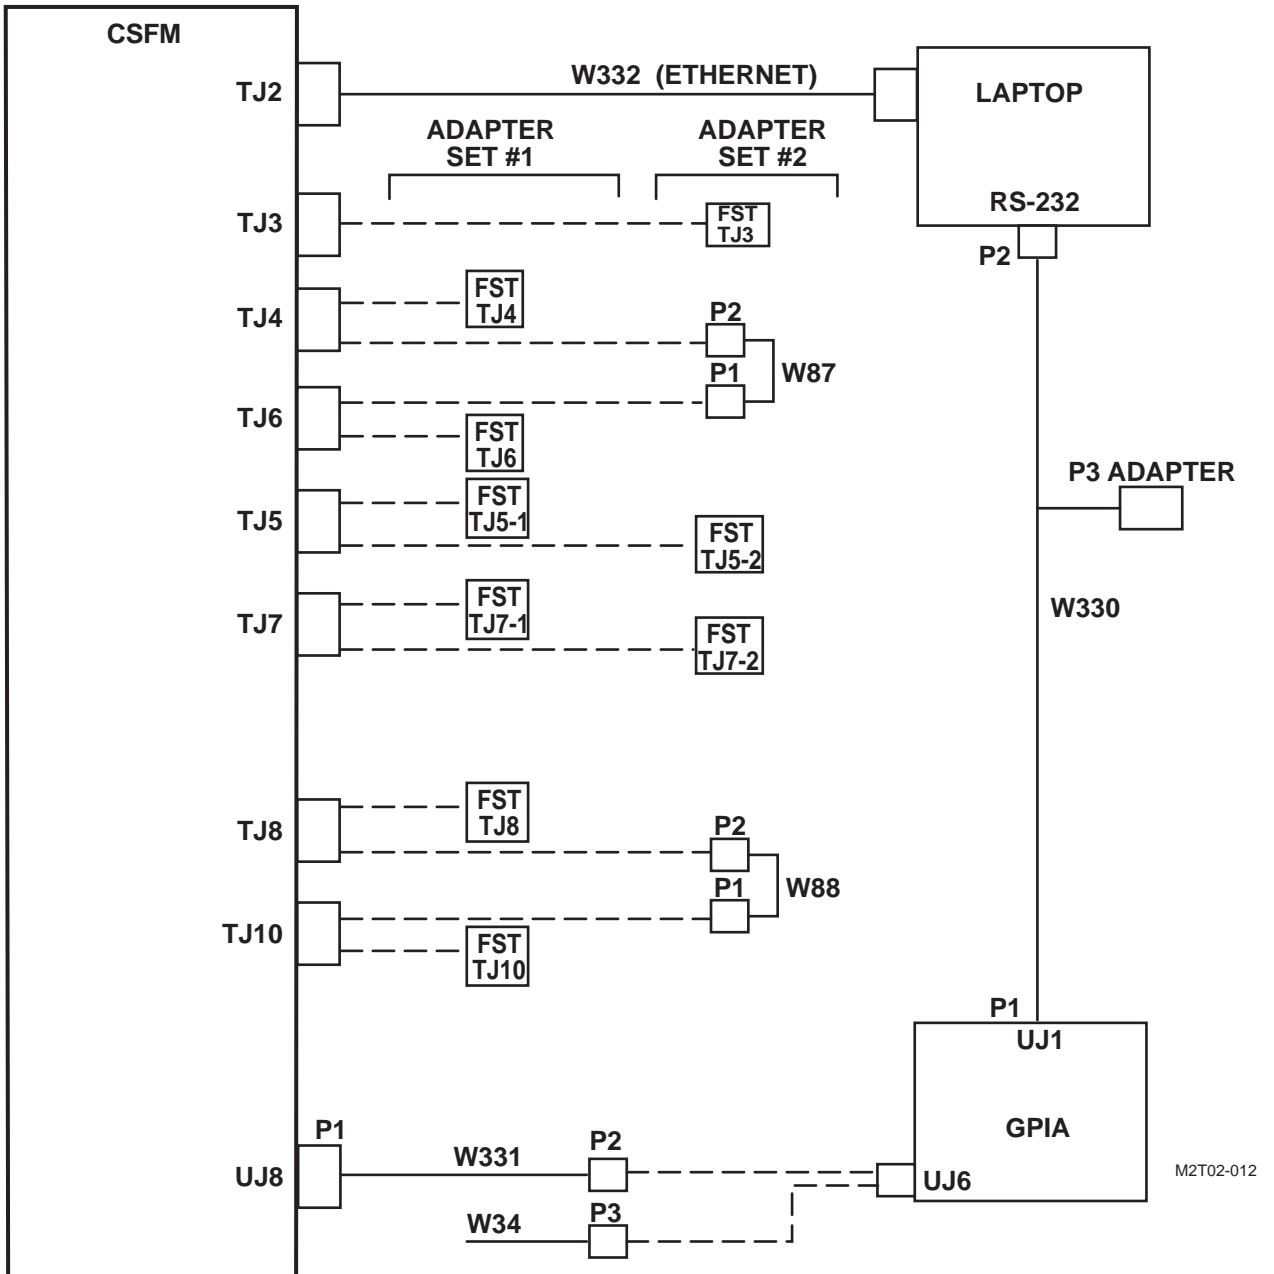 CSFM
TJ2
W332 (ETHERNET)
LAPTOP
RS-232
P2
ADAPTER
SET #1
ADAPTER
SET #2
TJ3
FST
TJ3
TJ4
FST
TJ4
P2
P1
W87
TJ6
FST
TJ6
TJ5
FST
TJ5-1
FST
TJ5-2
P3 ADAPTER
TJ7
FST
TJ7-1
FST
TJ7-2
W330
TJ8
FST
TJ8
P2
P1
W88
TJ10
FST
TJ10
P1
UJ1
GPIA
UJ6
P1
UJ8
W331
P2
W34
P3
M2T02-012